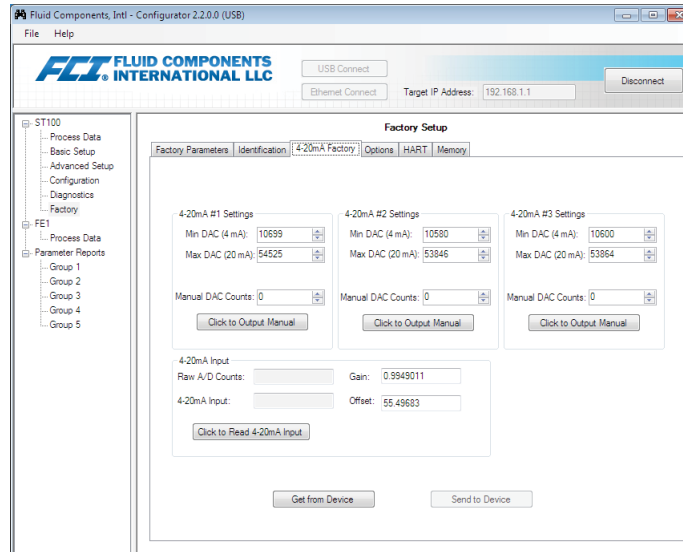 Fluid Components, Intl - Configurator 2.2.0.0 (USB)
File Help
FCI ® FLUID COMPONENTS
INTERNATIONAL LLC
USB Connect
Ethernet Connect
Target IP Address: 192.168.1.1
Disconnect
ST100
Process Data
Basic Setup
Advanced Setup
Configuration
Diagnostics
Factory
FE1
Process Data
Parameter Reports
Group 1
Group 2
Group 3
Group 4
Group 5
Factory Setup
Factory Parameters Identification 4-20mA Factory Options HART Memory
4-20mA #1 Settings
Min DAC (4 mA): 10699
Max DAC (20 mA): 54525
Manual DAC Counts: 0
Click to Output Manual
4-20mA #2 Settings
Min DAC (4 mA): 10580
Max DAC (20 mA): 53846
Manual DAC Counts: 0
Click to Output Manual
4-20mA #3 Settings
Min DAC (4 mA): 10600
Max DAC (20 mA): 53864
Manual DAC Counts: 0
Click to Output Manual
4-20mA Input
Raw A/D Counts: Gain: 0.9949011
4-20mA Input: Offset: 55.49683
Click to Read 4-20mA Input
Get from Device
Send to Device